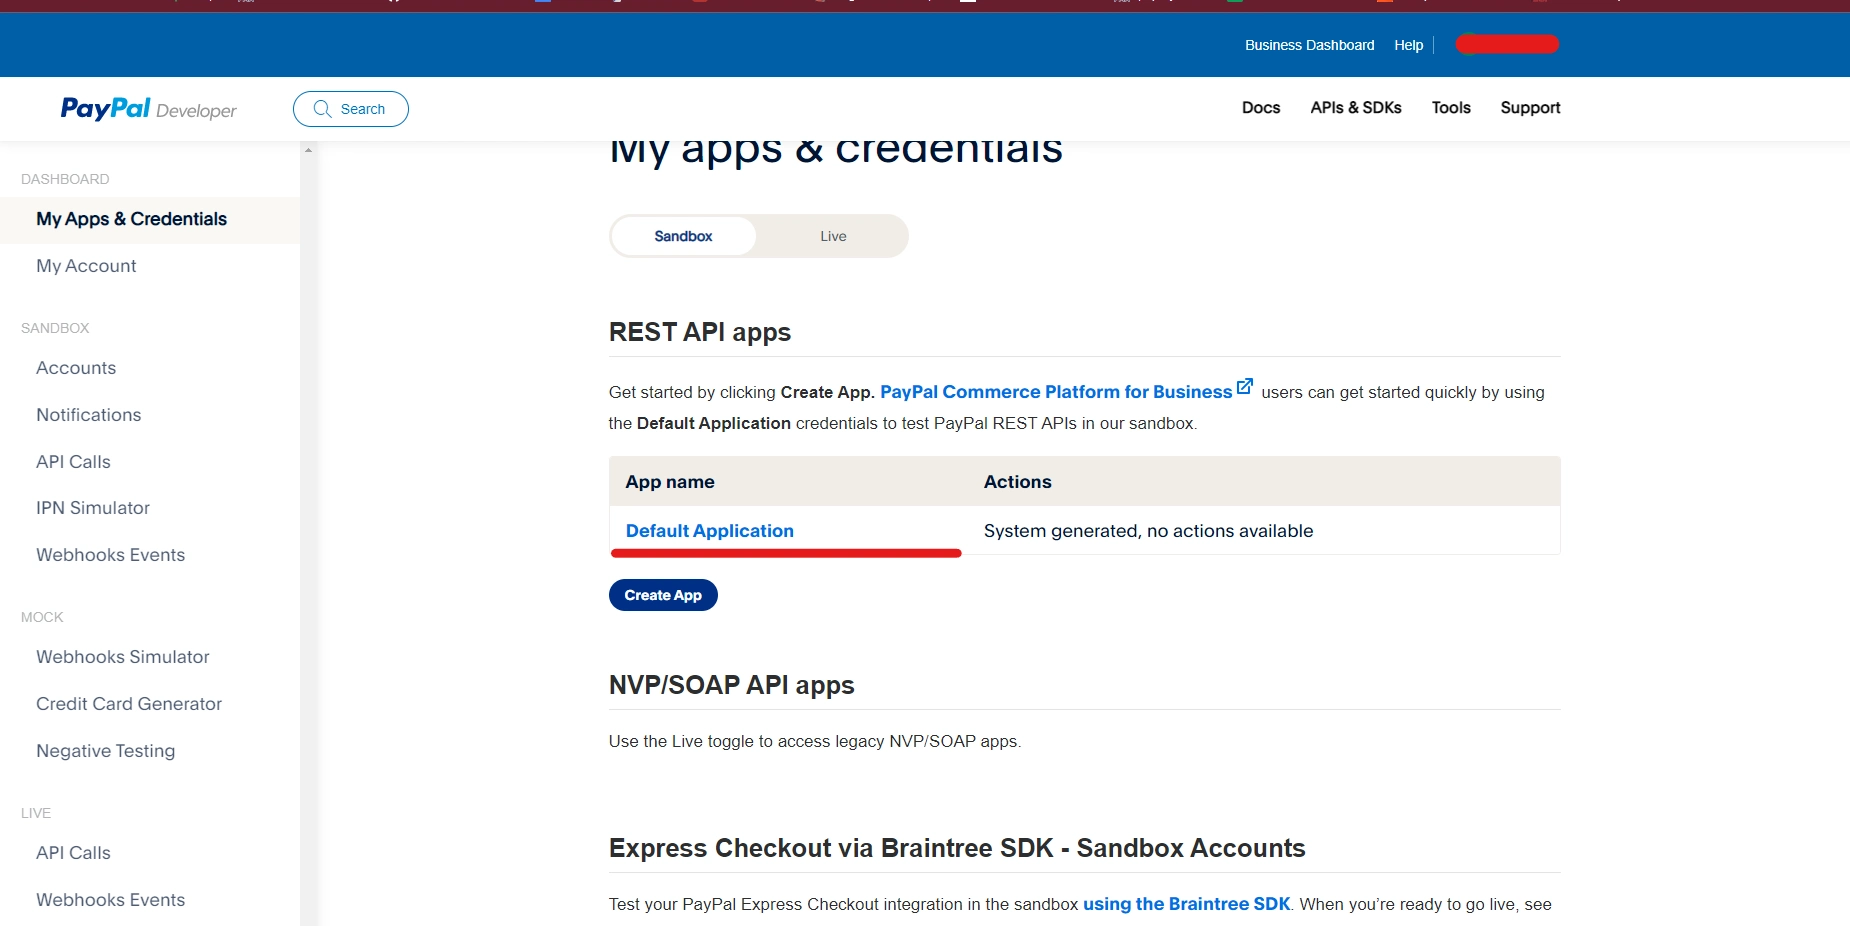 Business Dashboard Help
PayPal Developer
Search
Docs APIs & SDKs Tools Support
My apps & credentials
DASHBOARD
My Apps & Credentials
My Account
SANDBOX
Accounts
Notifications
API Calls
IPN Simulator
Webhooks Events
MOCK
Webhooks Simulator
Credit Card Generator
Negative Testing
LIVE
API Calls
Webhooks Events
Sandbox Live
REST API apps
Get started by clicking Create App. PayPal Commerce Platform for Business users can get started quickly by using
the Default Application credentials to test PayPal REST APIs in our sandbox.
App name Actions
Default Application System generated, no actions available
Create App
NVP/SOAP API apps
Use the Live toggle to access legacy NVP/SOAP apps.
Express Checkout via Braintree SDK - Sandbox Accounts
Test your PayPal Express Checkout integration in the sandbox using the Braintree SDK. When you’re ready to go live, see